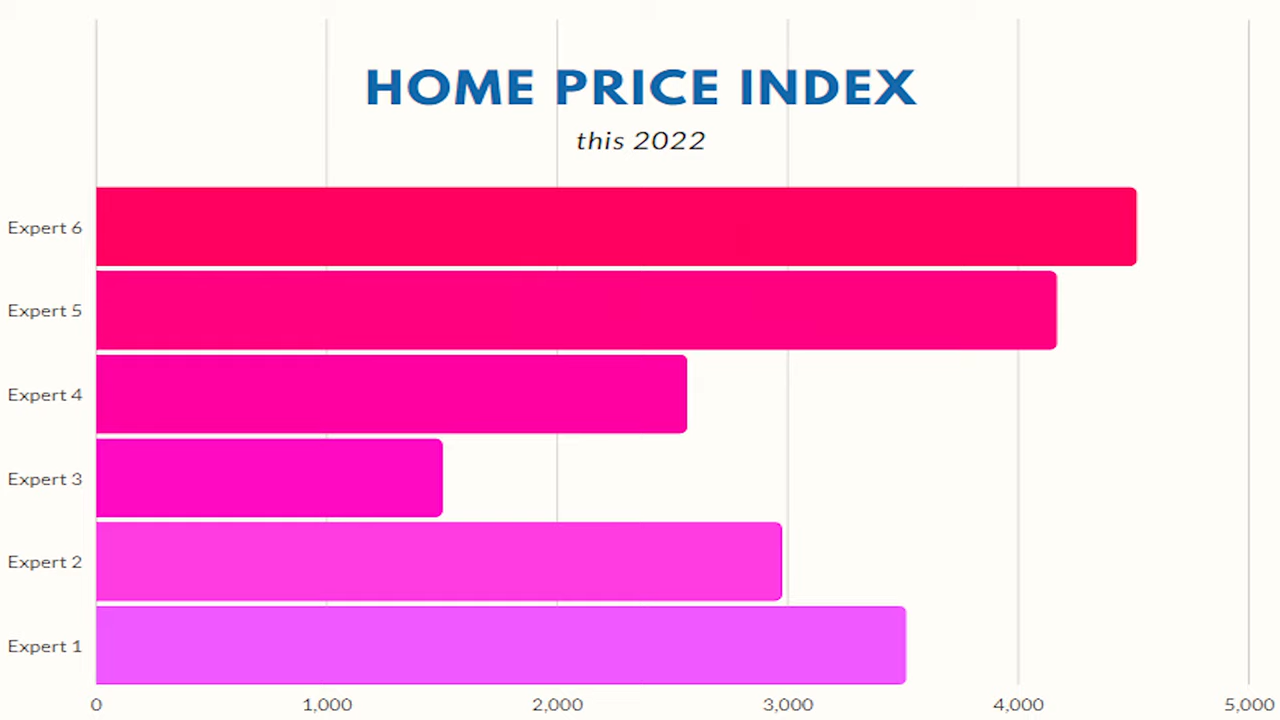 HOME PRICE INDEX
this 2022
Expert 6
Expert 5
Expert 4
Expert 3
Expert 2
Expert 1
0 1,000 2,000 3,000 4,000 5,000